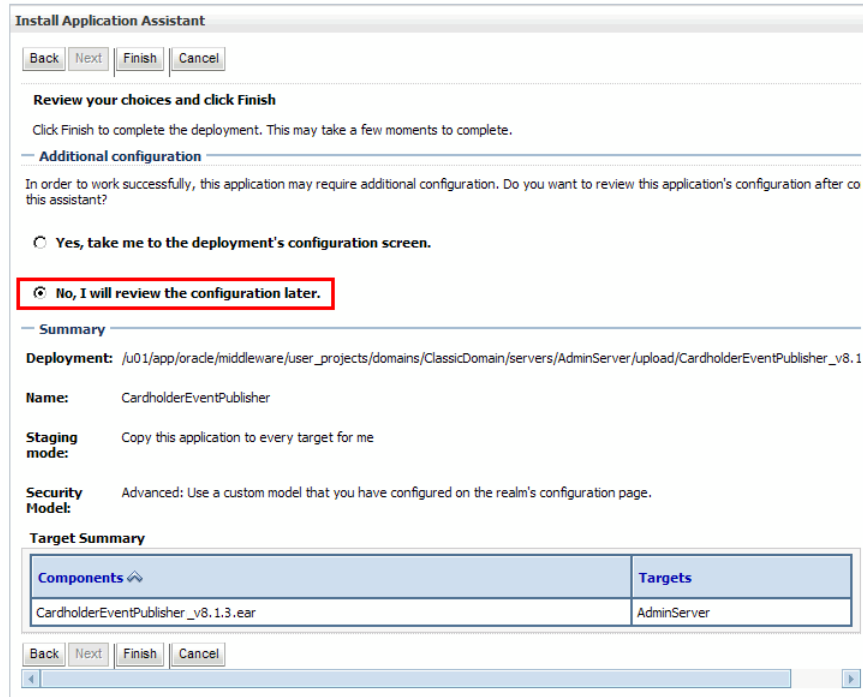 Install Application Assistant
Back Next Finish Cancel
Review your choices and click Finish
Click Finish to complete the deployment. This may take a few moments to complete.
Additional configuration
In order to work successfully, this application may require additional configuration. Do you want to review this application's configuration after co
this assistant?
Yes, take me to the deployment's configuration screen.
No, I will review the configuration later.
Summary
Deployment: /u01/app/oracle/middleware/user_projects/domains/ClassicDomain/servers/AdminServer/upload/CardholderEventPublisher_v8.1
Name: CardholderEventPublisher
Staging mode: Copy this application to every target for me
Security Model: Advanced: Use a custom model that you have configured on the realm's configuration page.
Target Summary
Components Targets
CardholderEventPublisher_v8.1.3.ear AdminServer
Back Next Finish Cancel